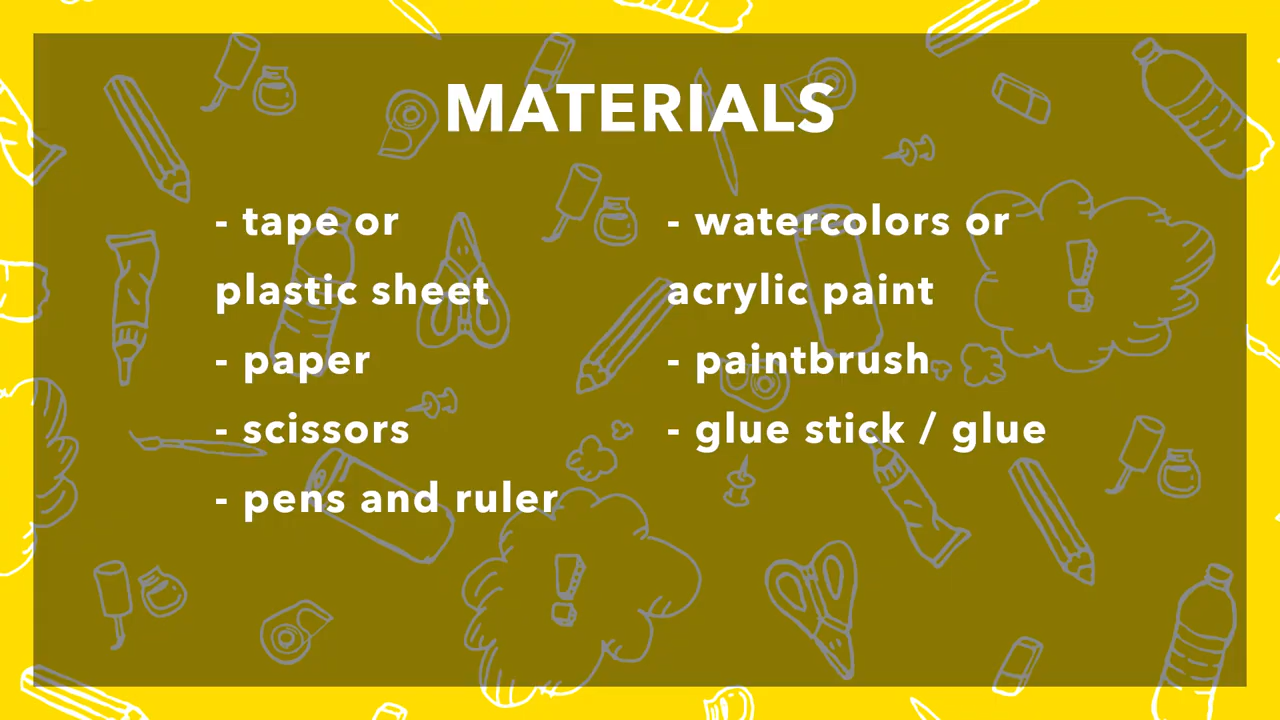 MATERIALS
- tape or
plastic sheet
- paper
- scissors
- pens and ruler
- watercolors or
acrylic paint
- paintbrush
- glue stick / glue